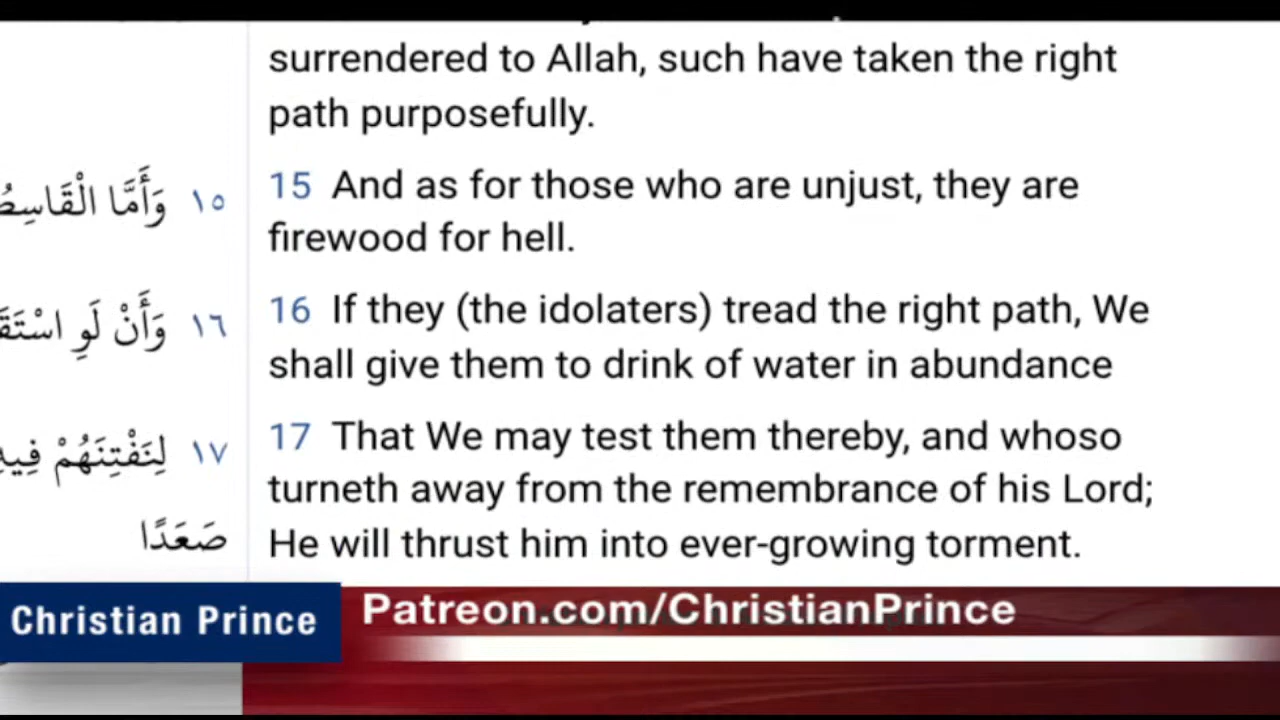 surrendered to Allah, such have taken the right
path purposefully.
وَأَمَّا الْقَاسِطُ ١٥
15 And as for those who are unjust, they are
firewood for hell.
وَأَنْ لَوِ اسْتَقَ ١٦
16 If they (the idolaters) tread the right path, We
shall give them to drink of water in abundance
لِنَفْتِنَهُمْ فِيهِ ١٧
17 That We may test them thereby, and whoso
turneth away from the remembrance of his Lord;
صَعَدًا
He will thrust him into ever-growing torment.
Christian Prince
Patreon.com/ChristianPrince